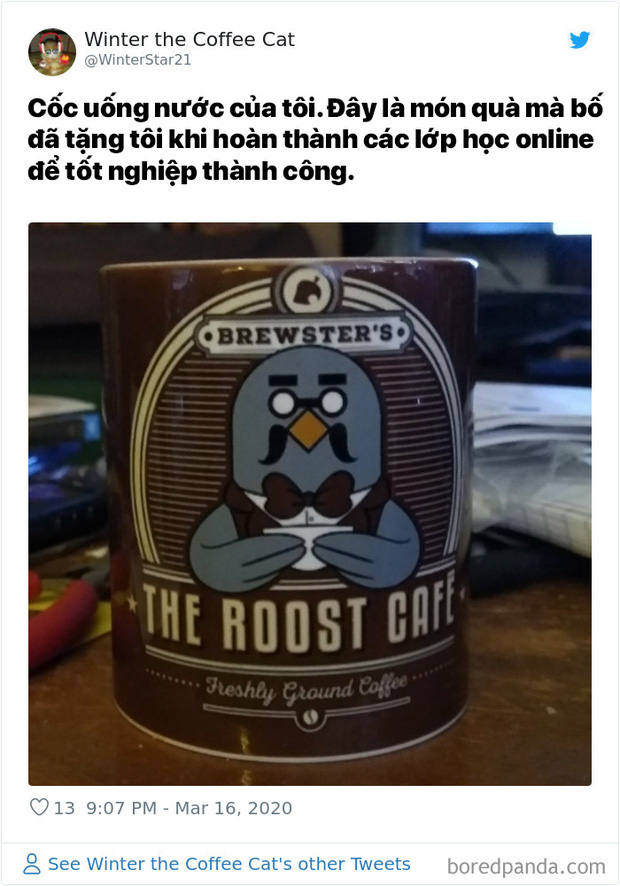 Winter the Coffee Cat
@WinterStar21
Cốc uống nước của tôi. Đây là món quà mà bố
đã tặng tôi khi hoàn thành các lớp học online
để tốt nghiệp thành công.
BREWSTER'S
THE ROOST CAFE
Freshly Ground Coffee
13 9:07 PM - Mar 16, 2020
See Winter the Coffee Cat's other Tweets
boredpanda.com